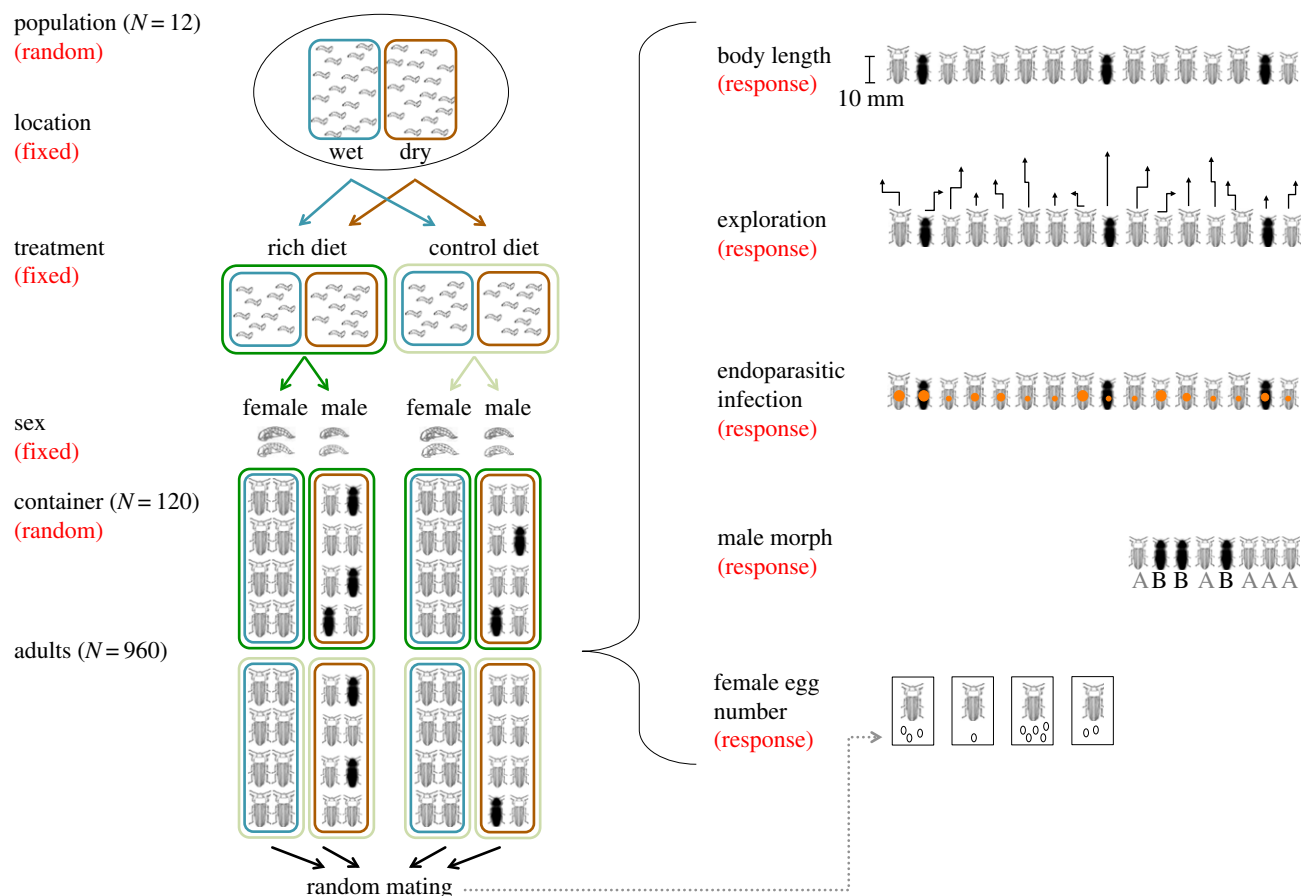 population (N = 12)
(random)
location
(fixed)
wet dry
treatment
(fixed)
rich diet control diet
sex
(fixed)
female male female male
container (N = 120)
(random)
adults (N = 960)
random mating
body length
(response)
10 mm
exploration
(response)
endoparasitic
infection
(response)
male morph
(response)
A B B A B A A A
female egg
number
(response)